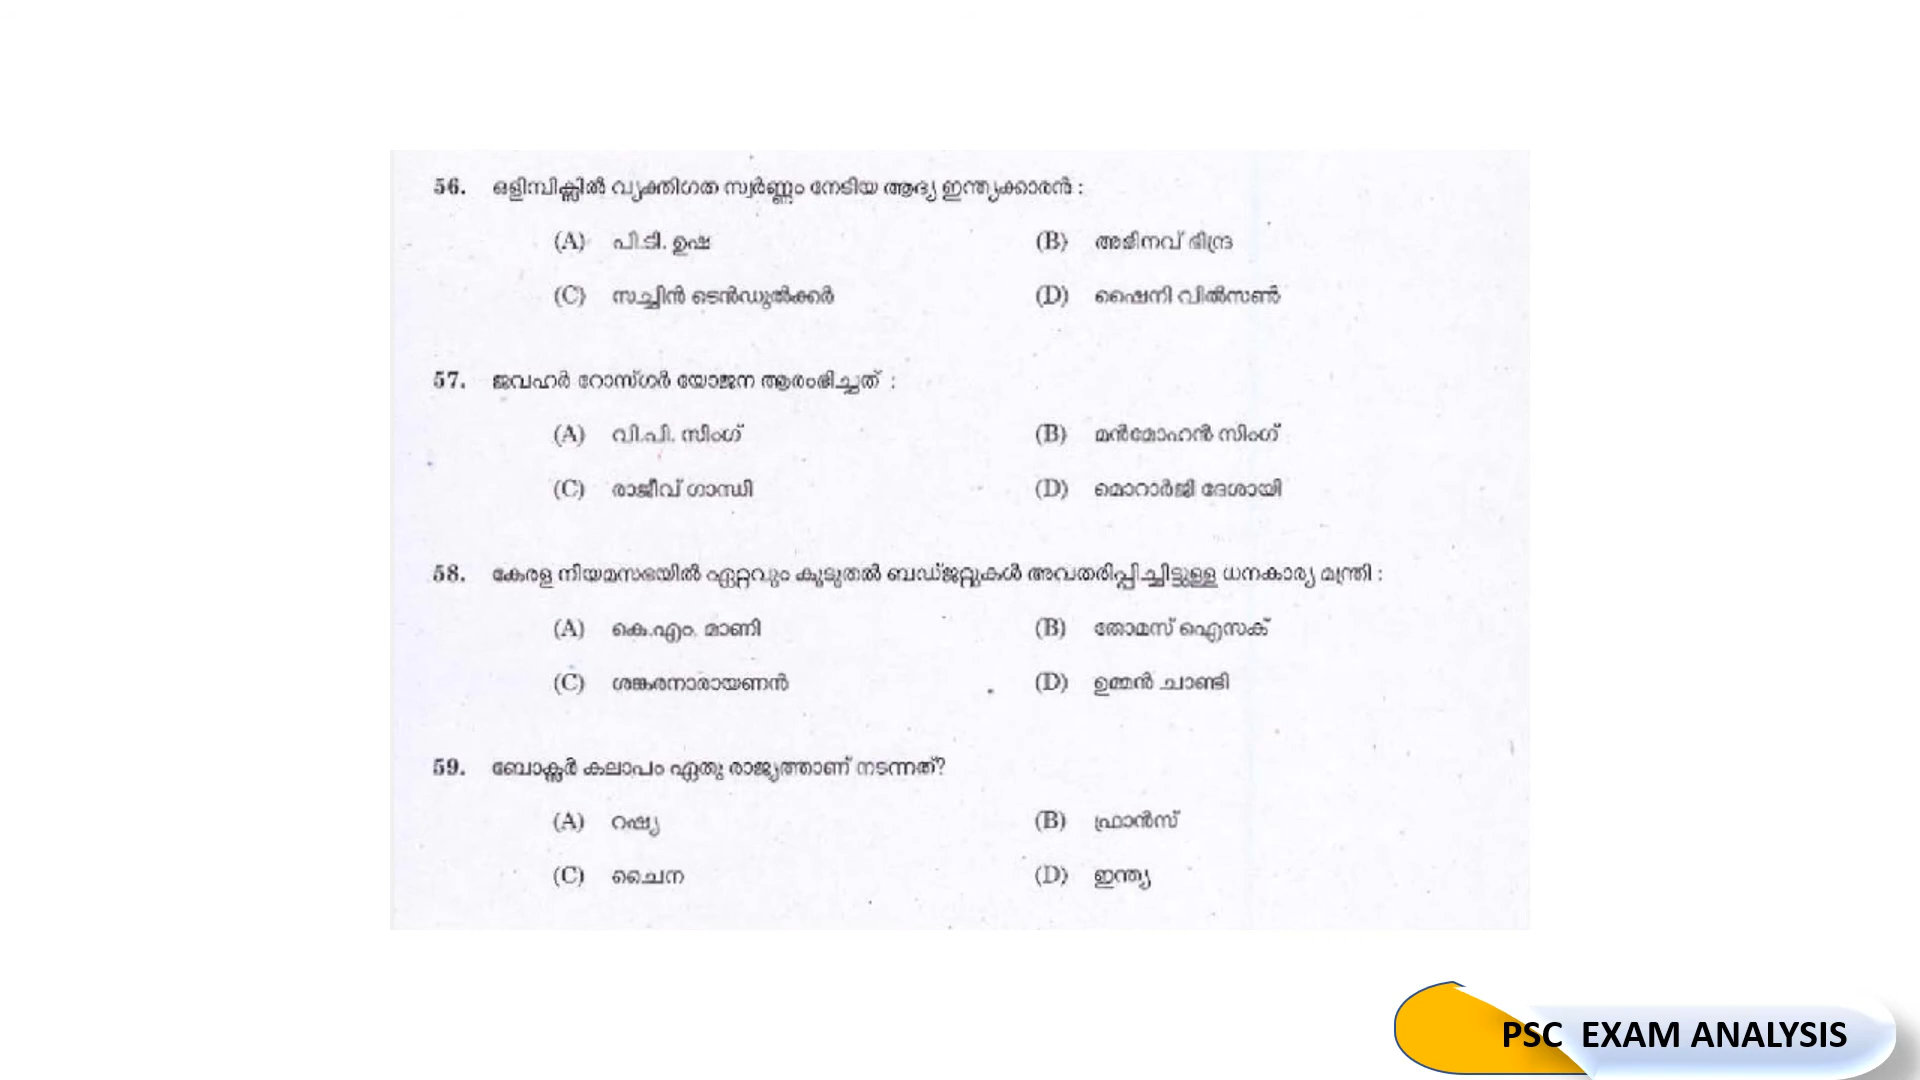 56. ഒളിമ്പിക്സിൽ വ്യക്തിഗത സ്വർണ്ണം നേടിയ ആദ്യ ഇന്ത്യക്കാരൻ :
(A) പി.ടി. ഉഷ (B) അഭിനവ് ഭിന്ദ്ര
(C) സച്ചിൻ ടെൻഡുൽക്കർ (D) ഷൈനി വിൽസൺ
57. ജവഹർ റോസ്ഗർ യോജന ആരംഭിച്ചത് :
(A) വി.പി. സിംഗ് (B) മൻമോഹൻ സിംഗ്
(C) രാജീവ് ഗാന്ധി (D) മൊറാർജി ദേശായി
58. കേരള നിയമസഭയിൽ ഏറ്റവും കൂടുതൽ ബഡ്ജറ്റുകൾ അവതരിപ്പിച്ചിട്ടുള്ള ധനകാര്യ മന്ത്രി :
(A) കെ.എം. മാണി (B) തോമസ് ഐസക്
(C) ശങ്കരനാരായണൻ (D) ഉമ്മൻ ചാണ്ടി
59. ബോക്സർ കലാപം ഏതു രാജ്യത്താണ് നടന്നത്?
(A) റഷ്യ (B) ഫ്രാൻസ്
(C) ചൈന (D) ഇന്ത്യ
PSC EXAM ANALYSIS